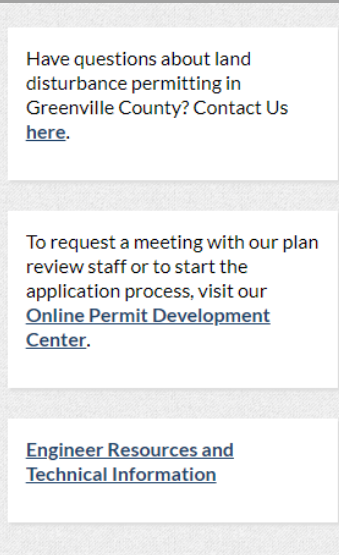 Have questions about land
disturbance permitting in
Greenville County? Contact Us
here.
To request a meeting with our plan
review staff or to start the
application process, visit our
Online Permit Development
Center.
Engineer Resources and
Technical Information